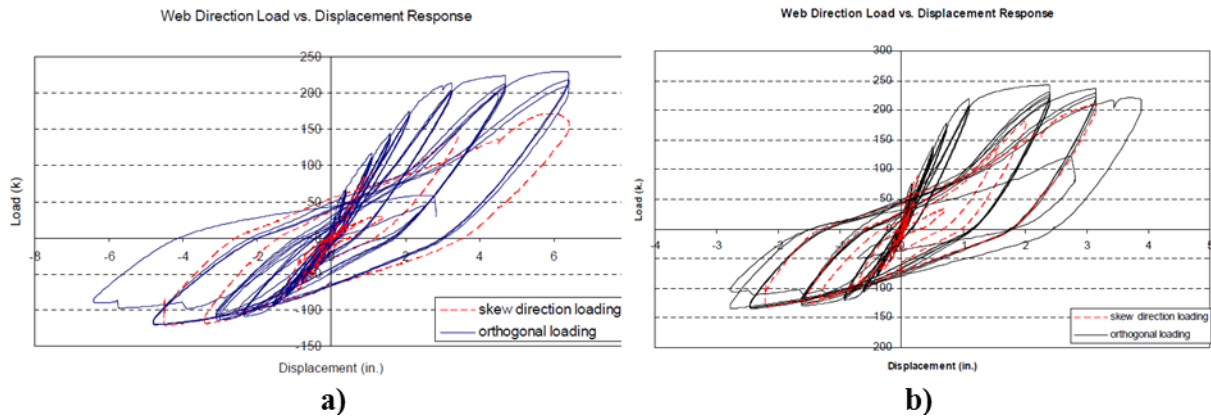 Web Direction Load vs. Displacement Response
Load (k)
250
200
150
100
50
0
-100
-150
-8
-6
-4
-2
0
2
4
6
skew direction loading
orthogonal loading
Displacement (in.)
a)
Web Direction Load vs. Displacement Response
Load (k.)
300
250
200
150
100
50
100
150
200
-4
-3
-2
-1
0
1
2
3
4
5
skew direction loading
orthogonal loading
Displacement (in.)
b)